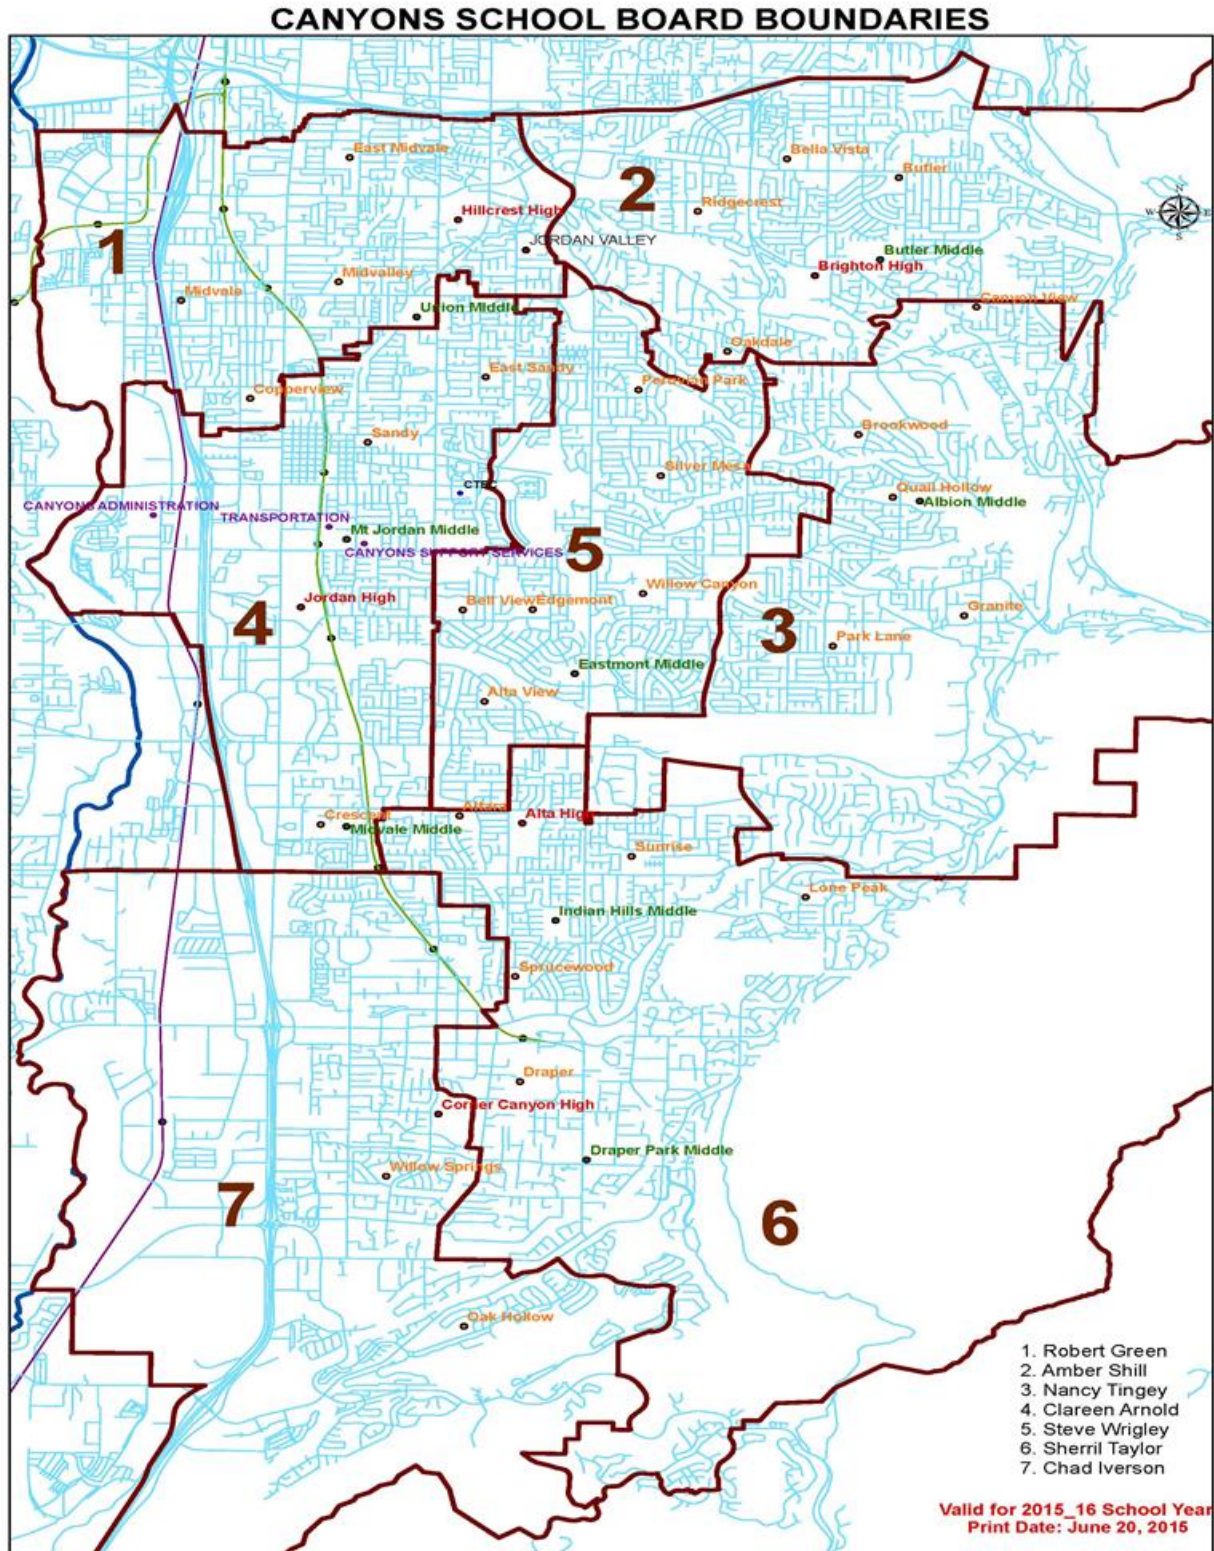 CANYONS SCHOOL BOARD BOUNDARIES
East Midvale
Bella Vista
Butler
2
Ridgecrest
Hillcrest High
N
W
E
S
1
JORDAN VALLEY
Butler Middle
Brighton High
Midvalley
Midvale
Union Middle
Canyon View
Oakdale
East Sandy
Peruvian Park
Copperview
Brookwood
Sandy
Silver Mesa
CTEC
Quail Hollow
Albion Middle
CANYONS ADMINISTRATION
TRANSPORTATION
Mt Jordan Middle
CANYONS SUPPORT SERVICES
5
Willow Canyon
Jordan High
Bell View
Edgemont
Granite
4
3
Park Lane
Eastmont Middle
Alta View
Crescent
Altara
Alta High
Midvale Middle
Sunrise
Lone Peak
Indian Hills Middle
Sprucewood
Draper
Corner Canyon High
Draper Park Middle
Willow Springs
7
6
Oak Hollow
1. Robert Green
2. Amber Shill
3. Nancy Tingey
4. Clareen Arnold
5. Steve Wrigley
6. Sherril Taylor
7. Chad Iverson
Valid for 2015_16 School Year
Print Date: June 20, 2015